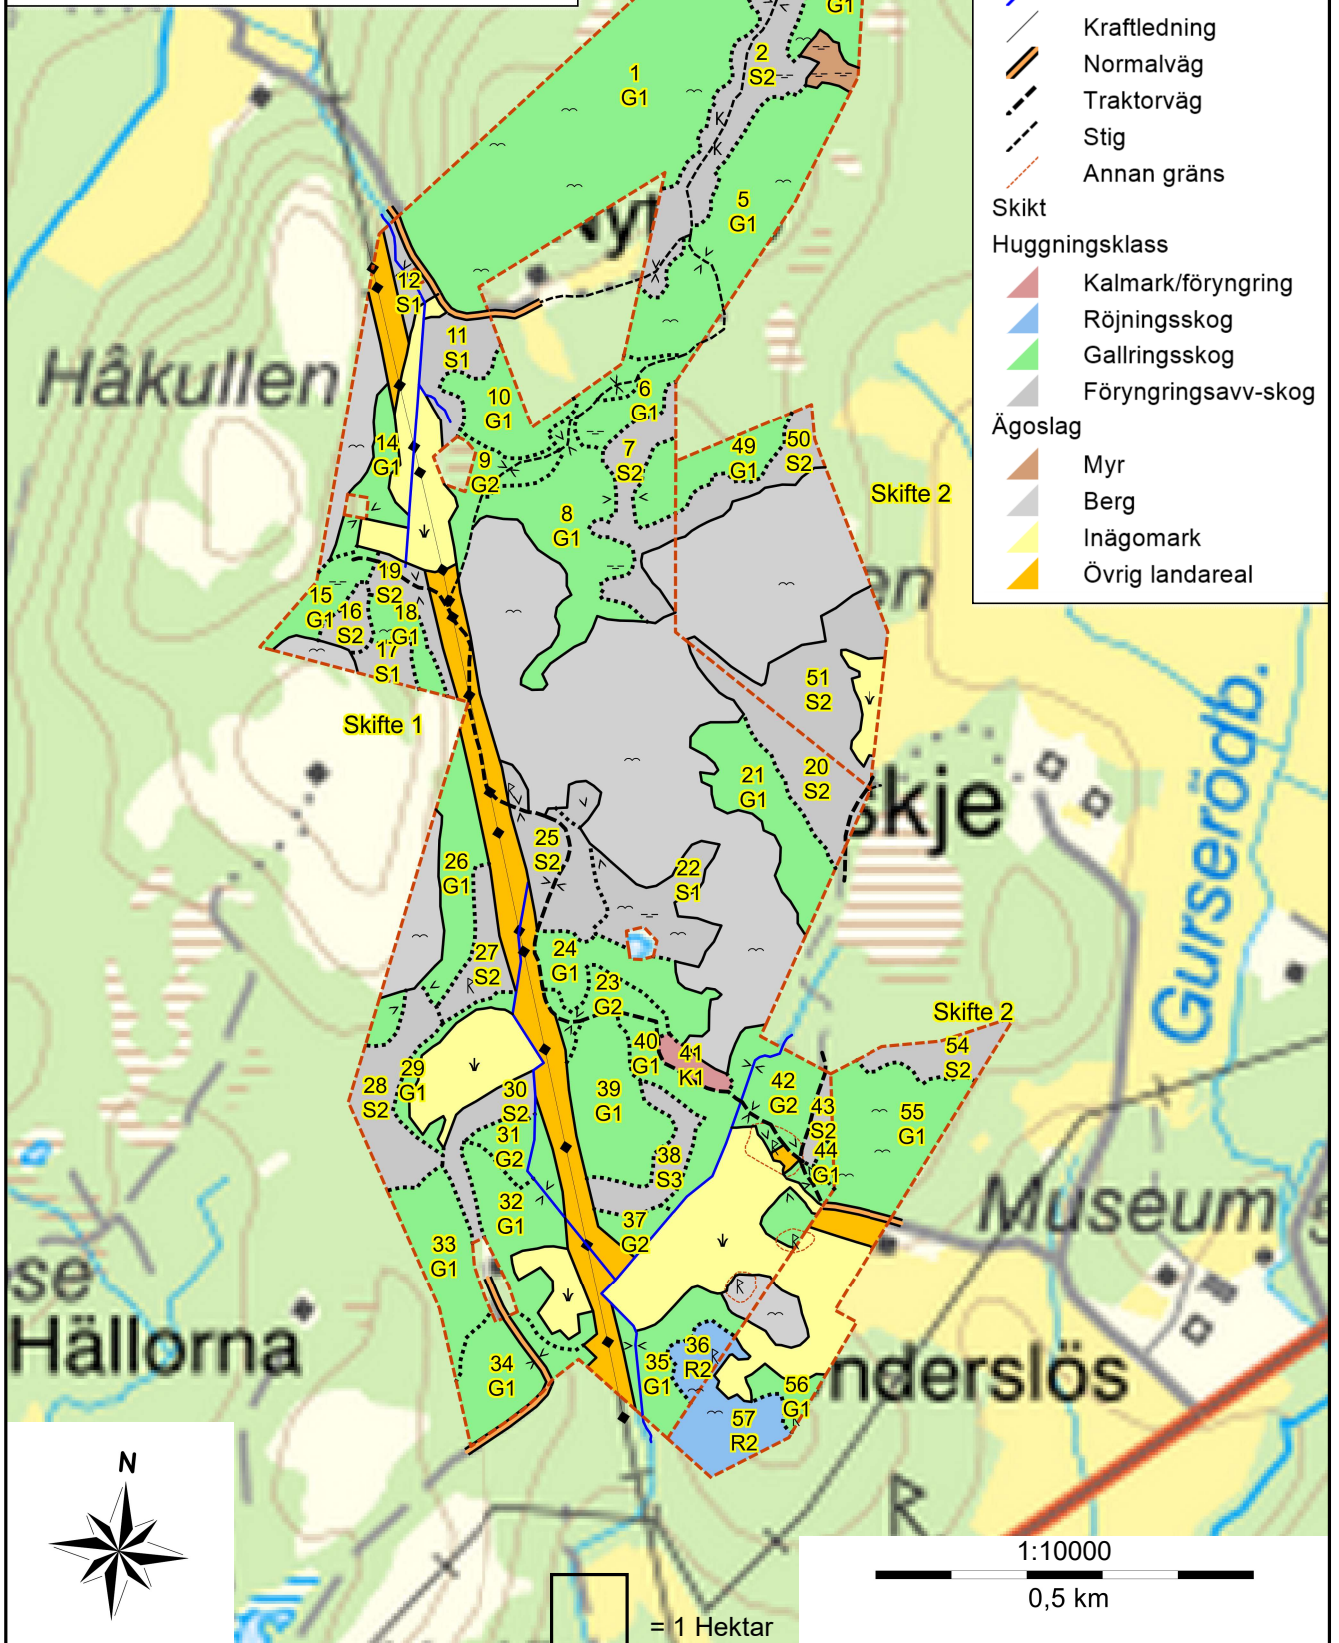 G1
1
G1
2
S2
5
G1
Nyt
12
S1
11
S1
6
G1
10
G1
14
G1
9
G2
7
S2
49
G1
50
S2
8
G1
Håkullen
Skifte 2
en
19
S2
15
G1
16
S2
18
G1
17
S1
51
S2
Skifte 1
20
S2
21
G1
skje
25
S2
26
G1
22
S1
27
S2
24
G1
23
G2
Gurserödb.
Skifte 2
40
G1
41
K1
54
S2
29
G1
28
S2
30
S2
39
G1
42
G2
43
S2
55
G1
31
G2
44
G1
38
S3
32
G1
37
G2
33
G1
Museum
se
Hällorna
36
R2
35
G1
34
G1
56
G1
57
R2
nderslös
R
Kraftledning
Normalväg
Traktorväg
Stig
Annan gräns
Skikt
Huggningsklass
Kalmark/föryngring
Röjningsskog
Gallringsskog
Föryngringsavv-skog
Ägoslag
Myr
Berg
Inägomark
Övrig landareal
N
1:10000
0,5 km
= 1 Hektar